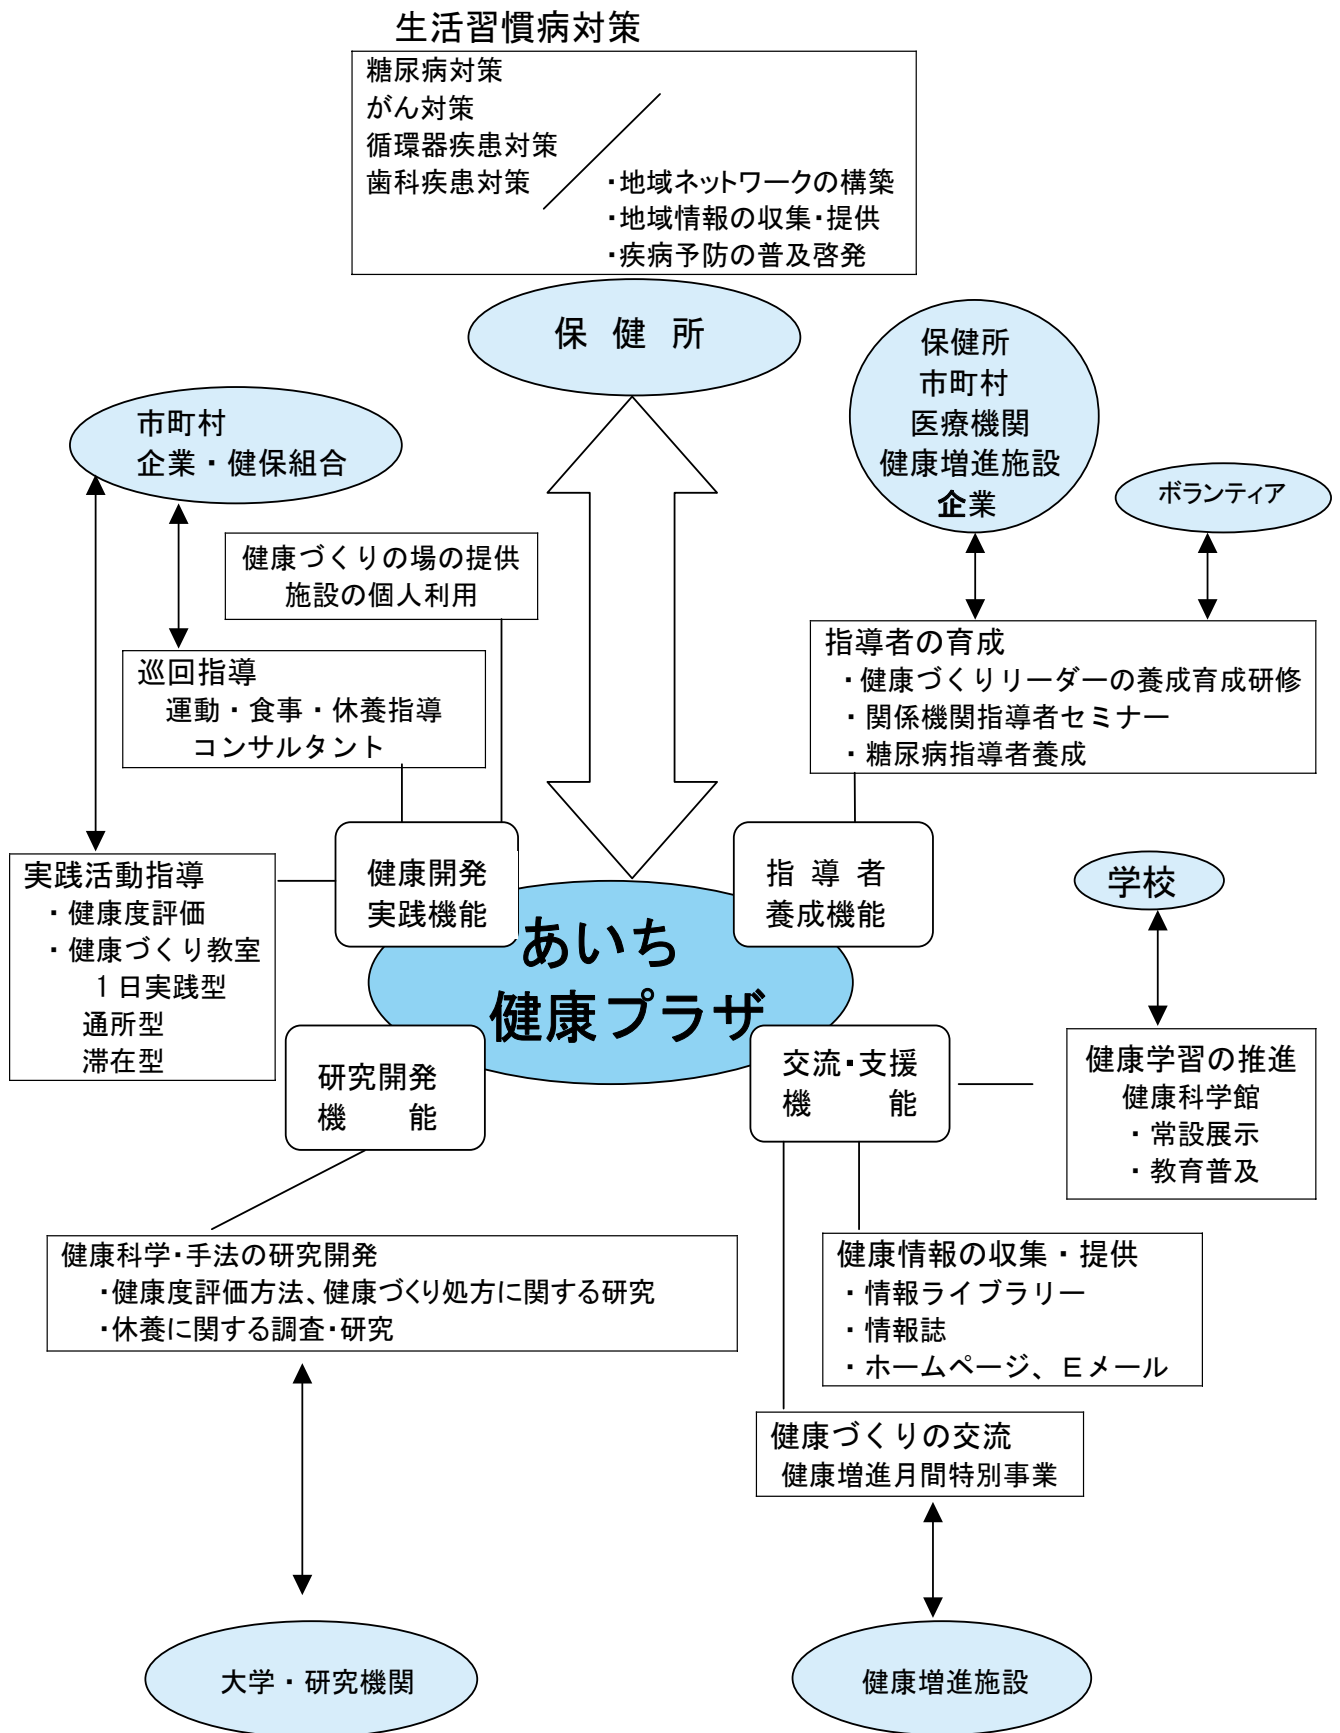 生活習慣病対策
糖尿病対策
がん対策
循環器疾患対策
歯科疾患対策
・地域ネットワークの構築
・地域情報の収集・提供
・疾病予防の普及啓発
保 健 所
保健所
市町村
医療機関
健康増進施設
企業
ボランティア
市町村
企業・健保組合
健康づくりの場の提供
施設の個人利用
巡回指導
運動・食事・休養指導
コンサルタント
指導者の育成
・健康づくりリーダーの養成育成研修
・関係機関指導者セミナー
・糖尿病指導者養成
実践活動指導
・健康度評価
・健康づくり教室
１日実践型
通所型
滞在型
健康開発
実践機能
指 導 者
養成機能
学校
あいち
健康プラザ
研究開発
機 能
交流・支援
機 能
健康学習の推進
健康科学館
・常設展示
・教育普及
健康科学・手法の研究開発
・健康度評価方法、健康づくり処方に関する研究
・休養に関する調査・研究
健康情報の収集・提供
・情報ライブラリー
・情報誌
・ホームページ、Ｅメール
健康づくりの交流
健康増進月間特別事業
大学・研究機関
健康増進施設